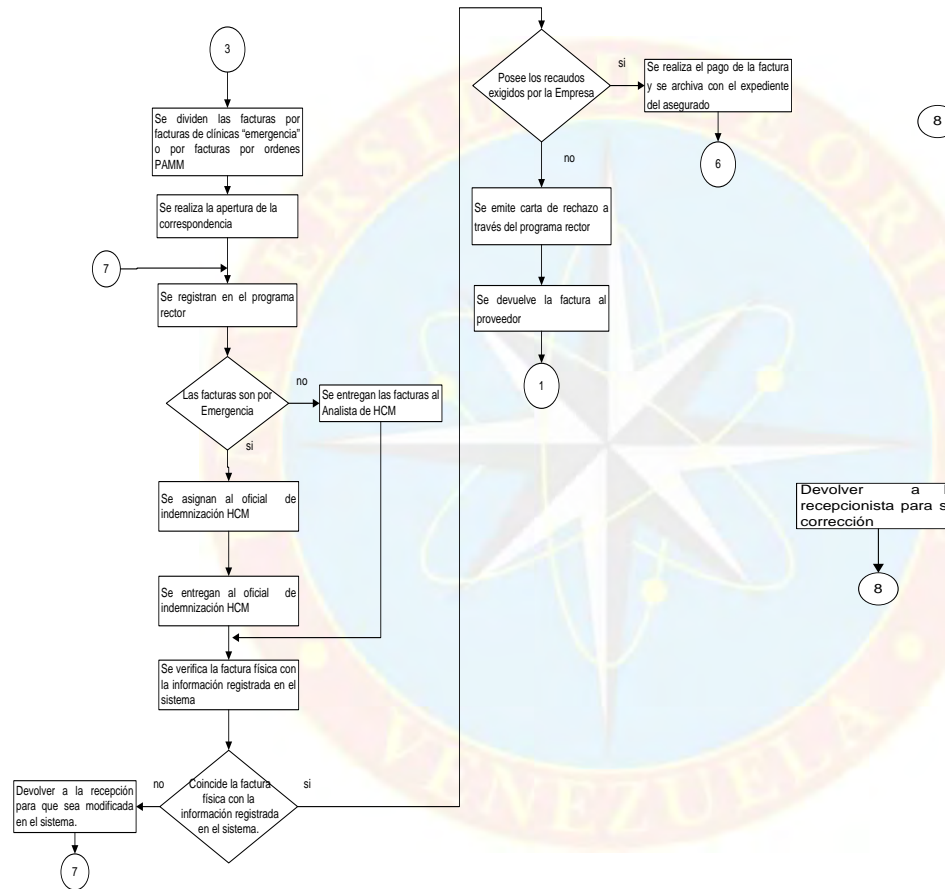 3
Se dividen las facturas por
facturas de clínicas “emergencia”
o por facturas por ordenes
PAMM
Se realiza la apertura de la
correspondencia
7
Se registran en el programa
rector
Las facturas son por
Emergencia
no
Se entregan las facturas al
Analista de HCM
si
Se asignan al oficial de
indemnización HCM
Se entregan al oficial de
indemnización HCM
Se verifica la factura física con
la información registrada en el
sistema
Coincide la factura
física con la
información registrada
en el sistema.
no
si
Devolver a la recepción
para que sea modificada
en el sistema.
7
Posee los recaudos
exigidos por la Empresa
si
Se realiza el pago de la factura
y se archiva con el expediente
del asegurado
6
no
Se emite carta de rechazo a
través del programa rector
Se devuelve la factura al
proveedor
1
8
Devolver a l
recepcionista para s
corrección
8
VENEZUELA